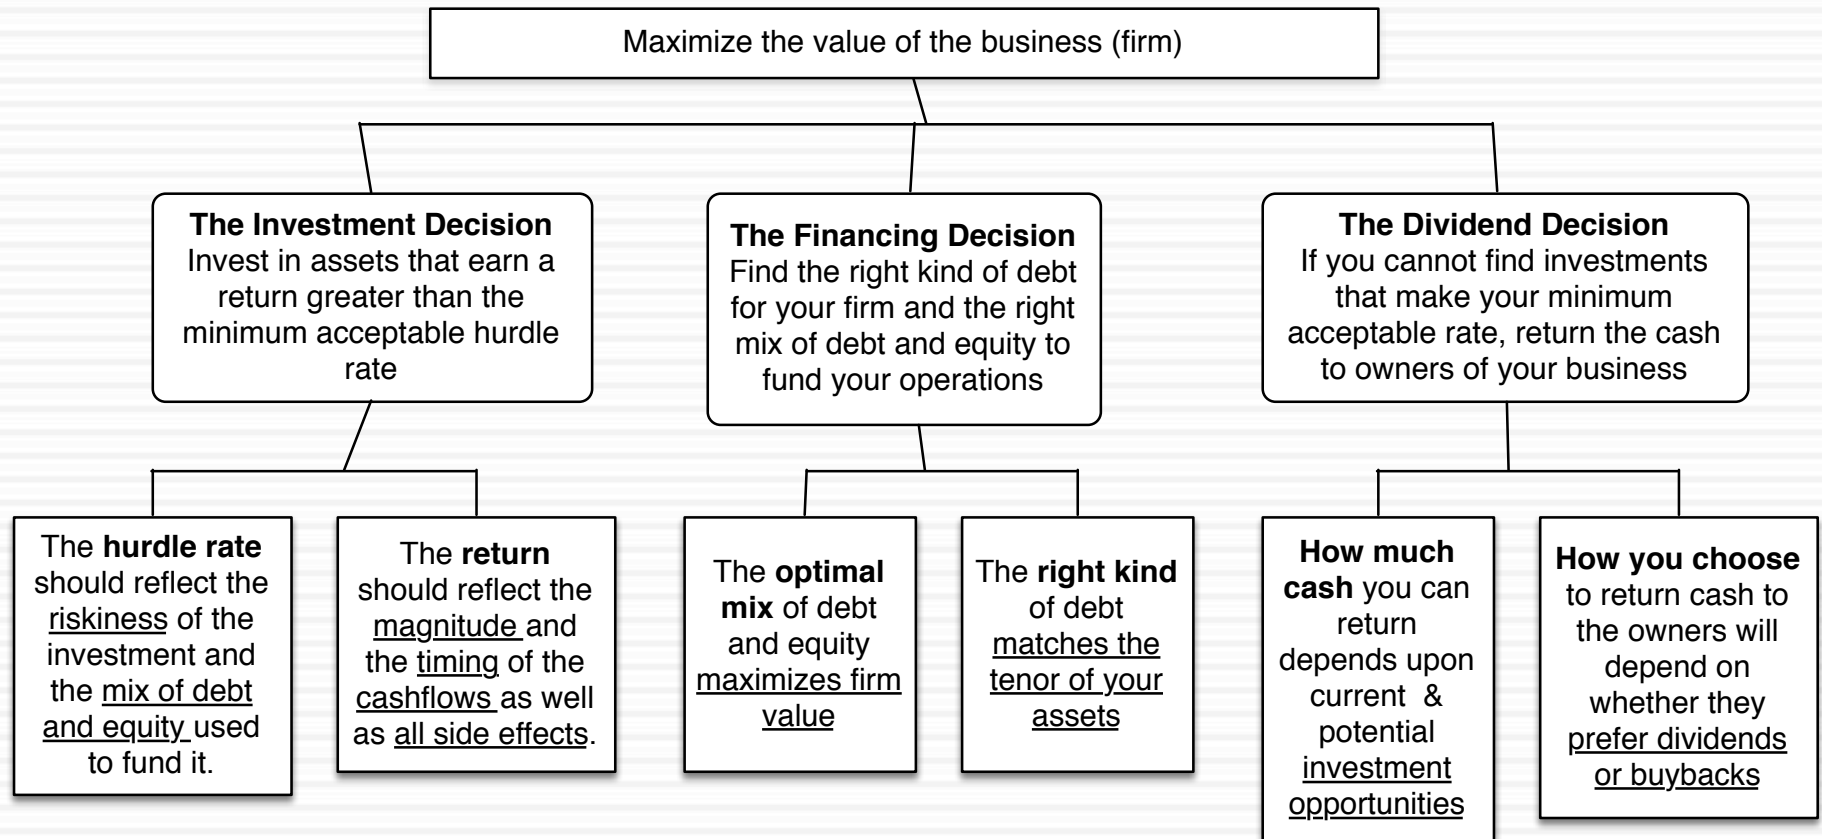 Maximize the value of the business (firm)
The Investment Decision
Invest in assets that earn a
return greater than the
minimum acceptable hurdle
rate
The Financing Decision
Find the right kind of debt
for your firm and the right
mix of debt and equity to
fund your operations
The Dividend Decision
If you cannot find investments
that make your minimum
acceptable rate, return the cash
to owners of your business
The hurdle rate
should reflect the
riskiness of the
investment and
the mix of debt
and equity used
to fund it.
The return
should reflect the
magnitude and
the timing of the
cashflows as well
as all side effects.
The optimal
mix of debt
and equity
maximizes firm
value
The right kind
of debt
matches the
tenor of your
assets
How much
cash you can
return
depends upon
current & 
potential
investment
opportunities
How you choose
to return cash to
the owners will
depend on
whether they
prefer dividends
or buybacks